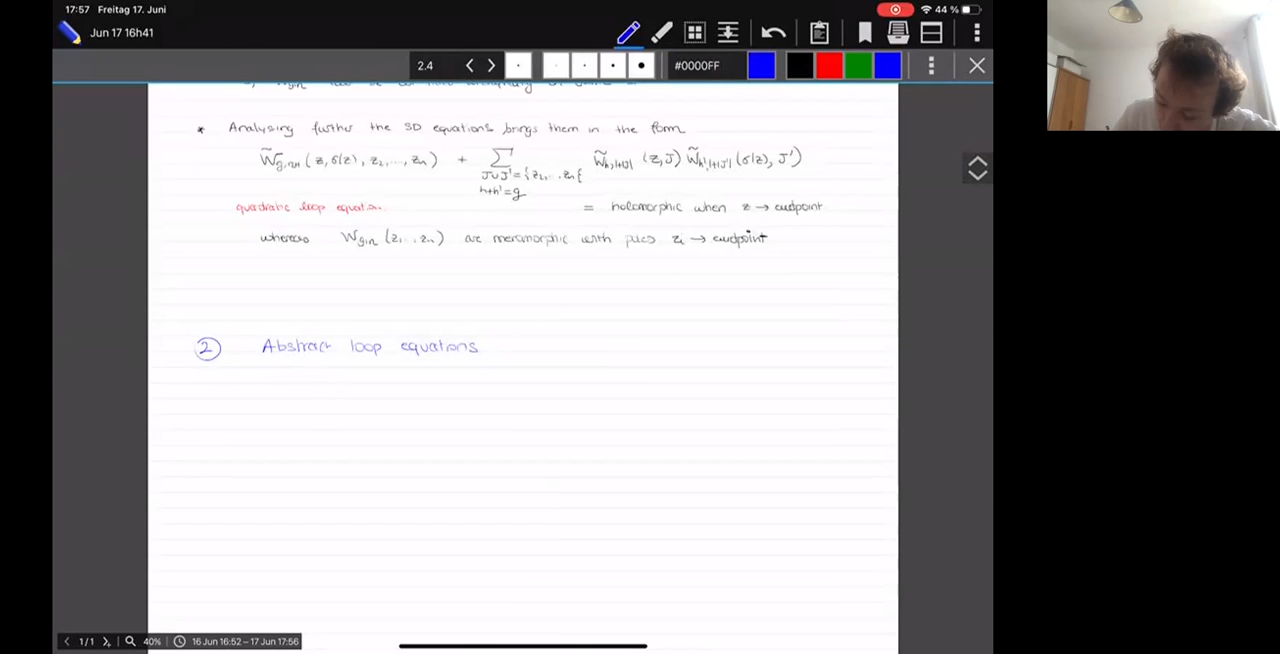 17:57 Freitag 17. Juni
44 %
Jun 17 16h41
2.4 #0000FF
* Analysing further the SD equations brings them in the form
W̃g,n+1 (z, σ(z), z2, ..., zn) + Σ W̃h,1+|J| (z, J) W̃h',1+|J'| (σ(z), J')
J∪J'={z2,...,zn{
h+h'=g
quadratic loop equation = holomorphic when z → endpoint
whereas Wg,n (z1...zn) are meromorphic with poles zi → endpoint
② Abstract loop equations
1/1 40% 16 Jun 16:52 – 17 Jun 17:56